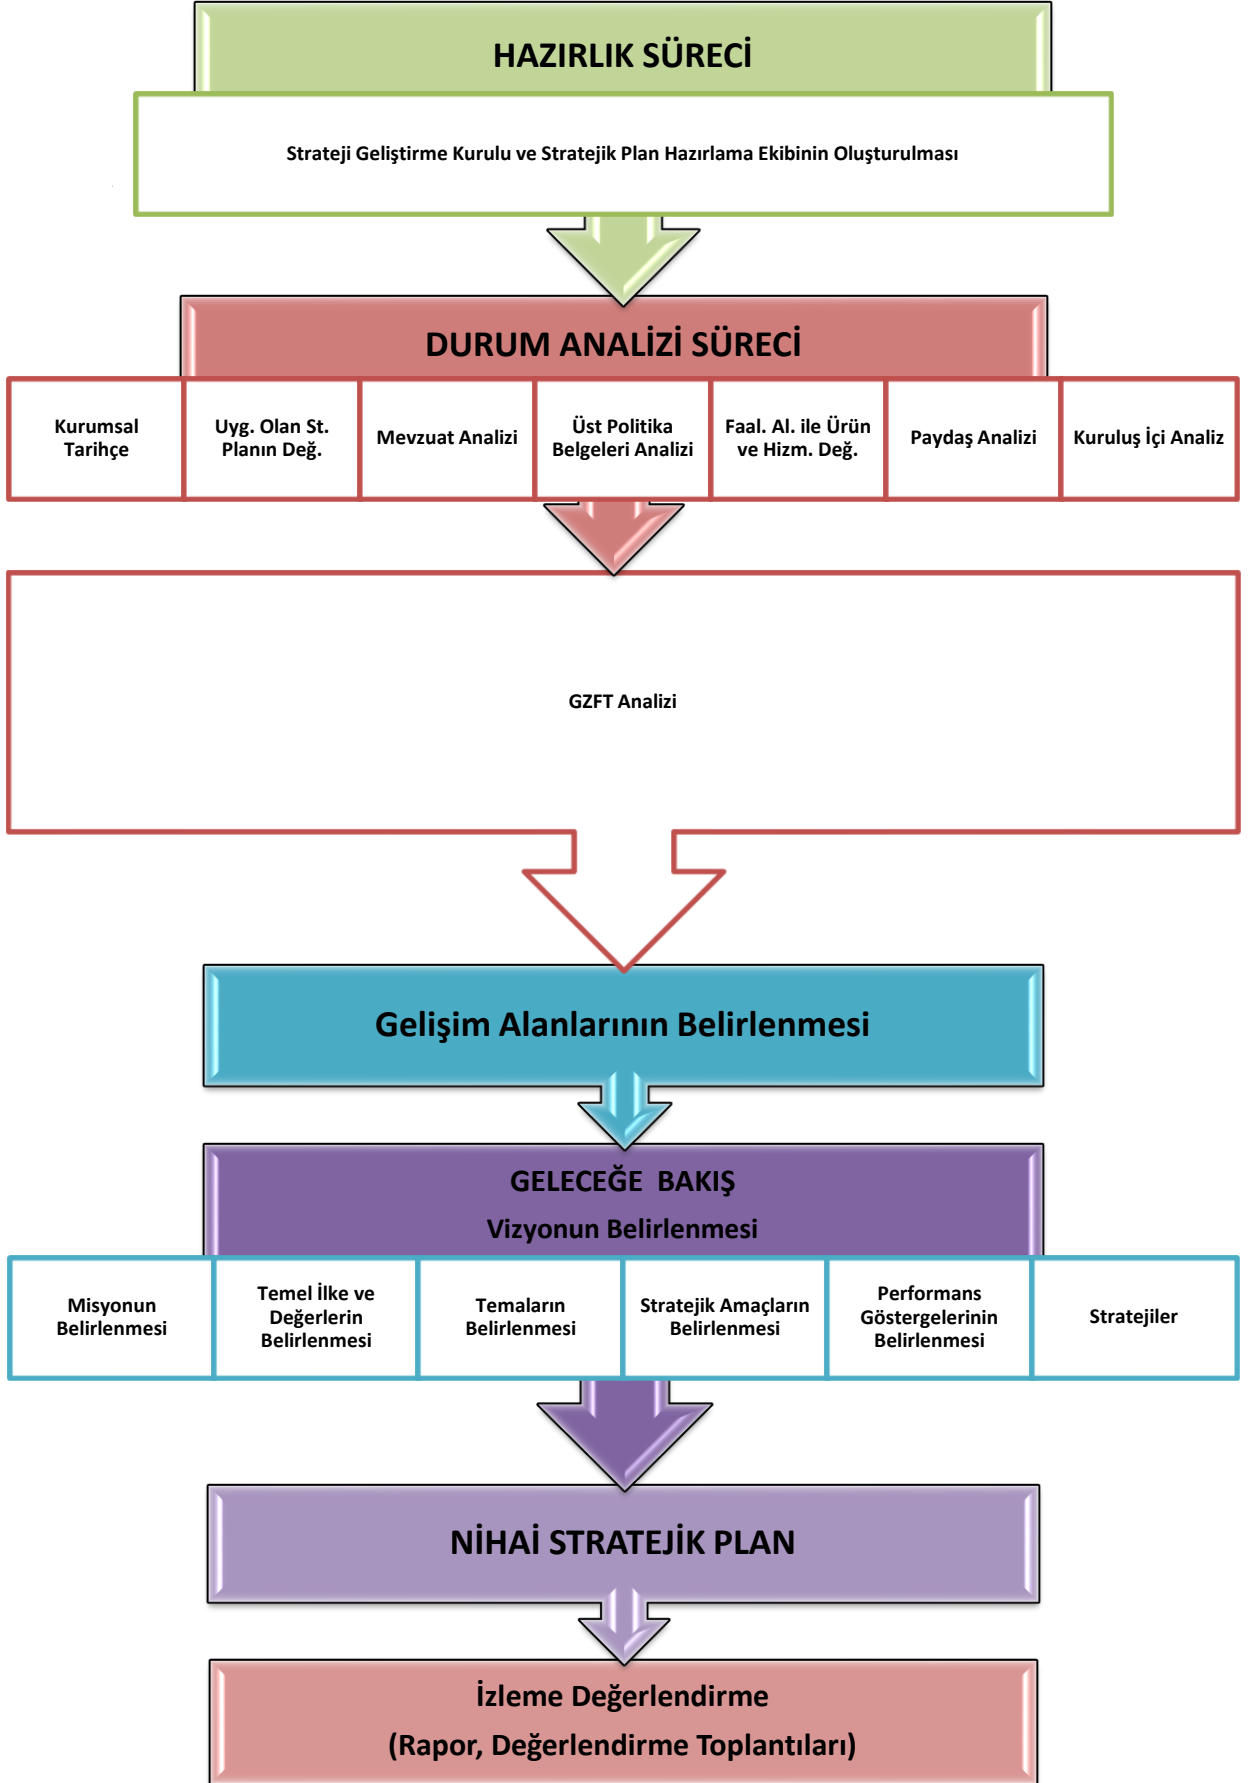 HAZIRLIK SÜRECİ
Strateji Geliştirme Kurulu ve Stratejik Plan Hazırlama Ekibinin Oluşturulması
DURUM ANALİZİ SÜRECİ
Kurumsal
Tarihçe
Uyg. Olan St.
Planın Değ.
Mevzuat Analizi
Üst Politika
Belgeleri Analizi
Faal. Al. ile Ürün
ve Hizm. Değ.
Paydaş Analizi
Kuruluş İçi Analiz
GZFT Analizi
Gelişim Alanlarının Belirlenmesi
GELECEĞE BAKIŞ
Vizyonun Belirlenmesi
Misyonun
Belirlenmesi
Temel İlke ve
Değerlerin
Belirlenmesi
Temaların
Belirlenmesi
Stratejik Amaçların
Belirlenmesi
Performans
Göstergelerinin
Belirlenmesi
Stratejiler
NİHAİ STRATEJİK PLAN
İzleme Değerlendirme
(Rapor, Değerlendirme Toplantıları)